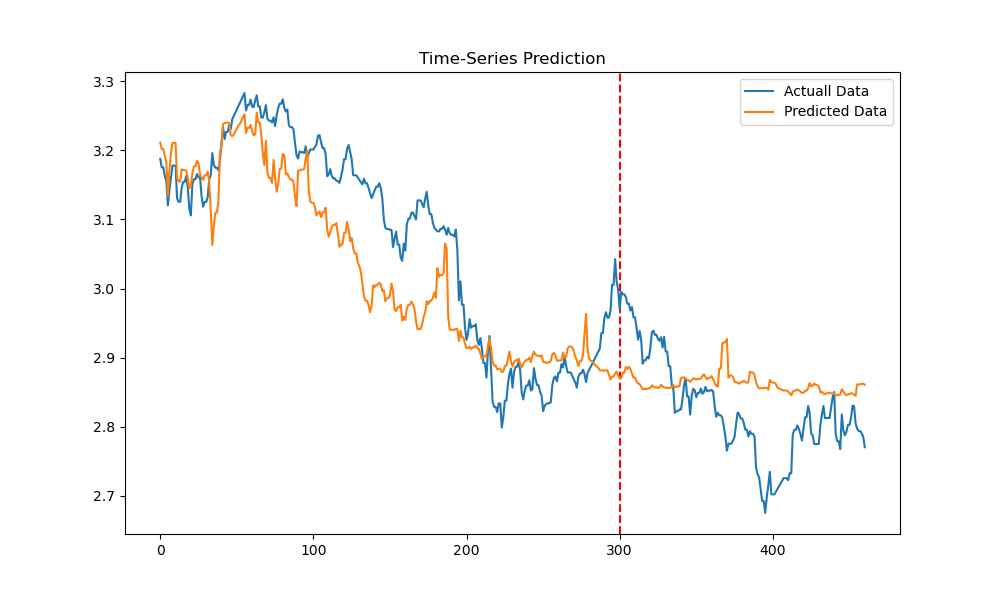 Time-Series Prediction
Actuall Data
Predicted Data
3.3
3.2
3.1
3.0
2.9
2.8
2.7
0 100 200 300 400